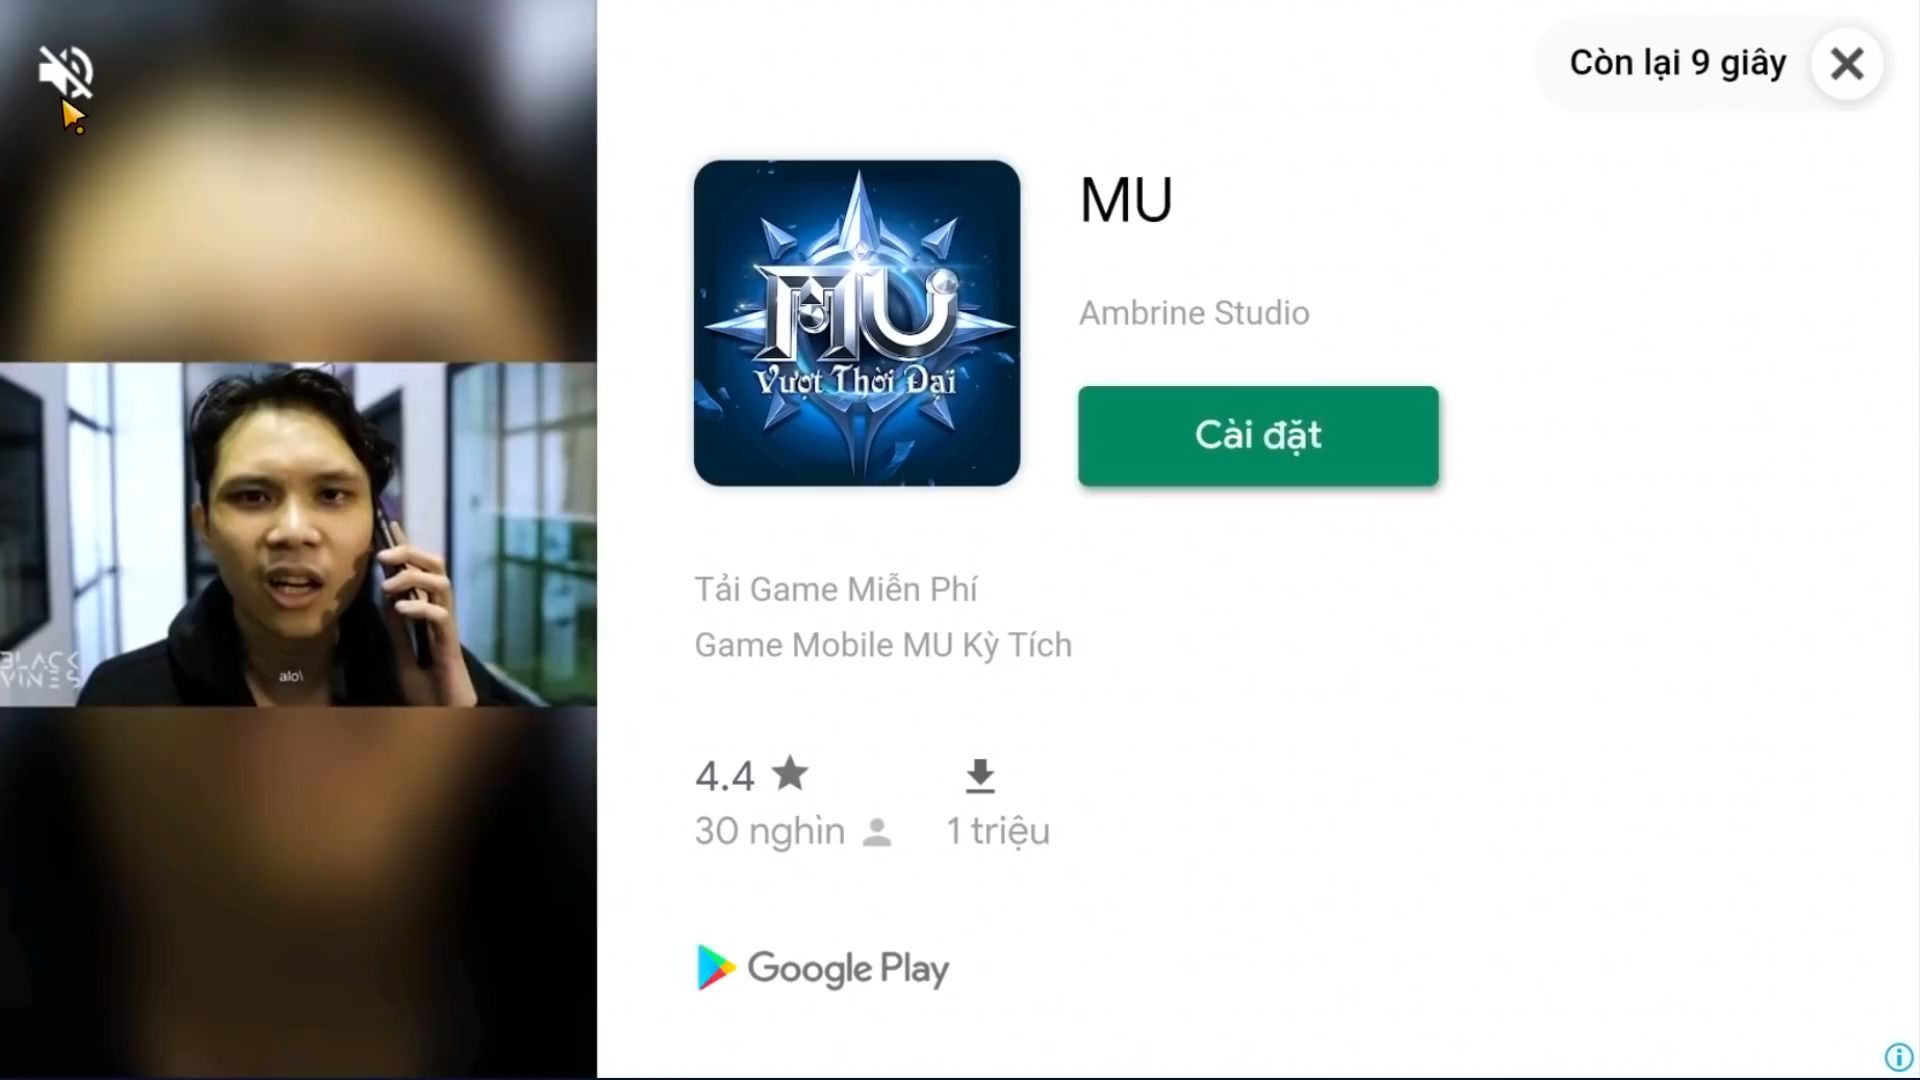 Còn lại 9 giây
MU
Vượt Thời Đại
MU
Ambrine Studio
Cài đặt
Tải Game Miễn Phí
Game Mobile MU Kỳ Tích
4.4
30 nghìn
1 triệu
Google Play
BLACK
VINES
alo\